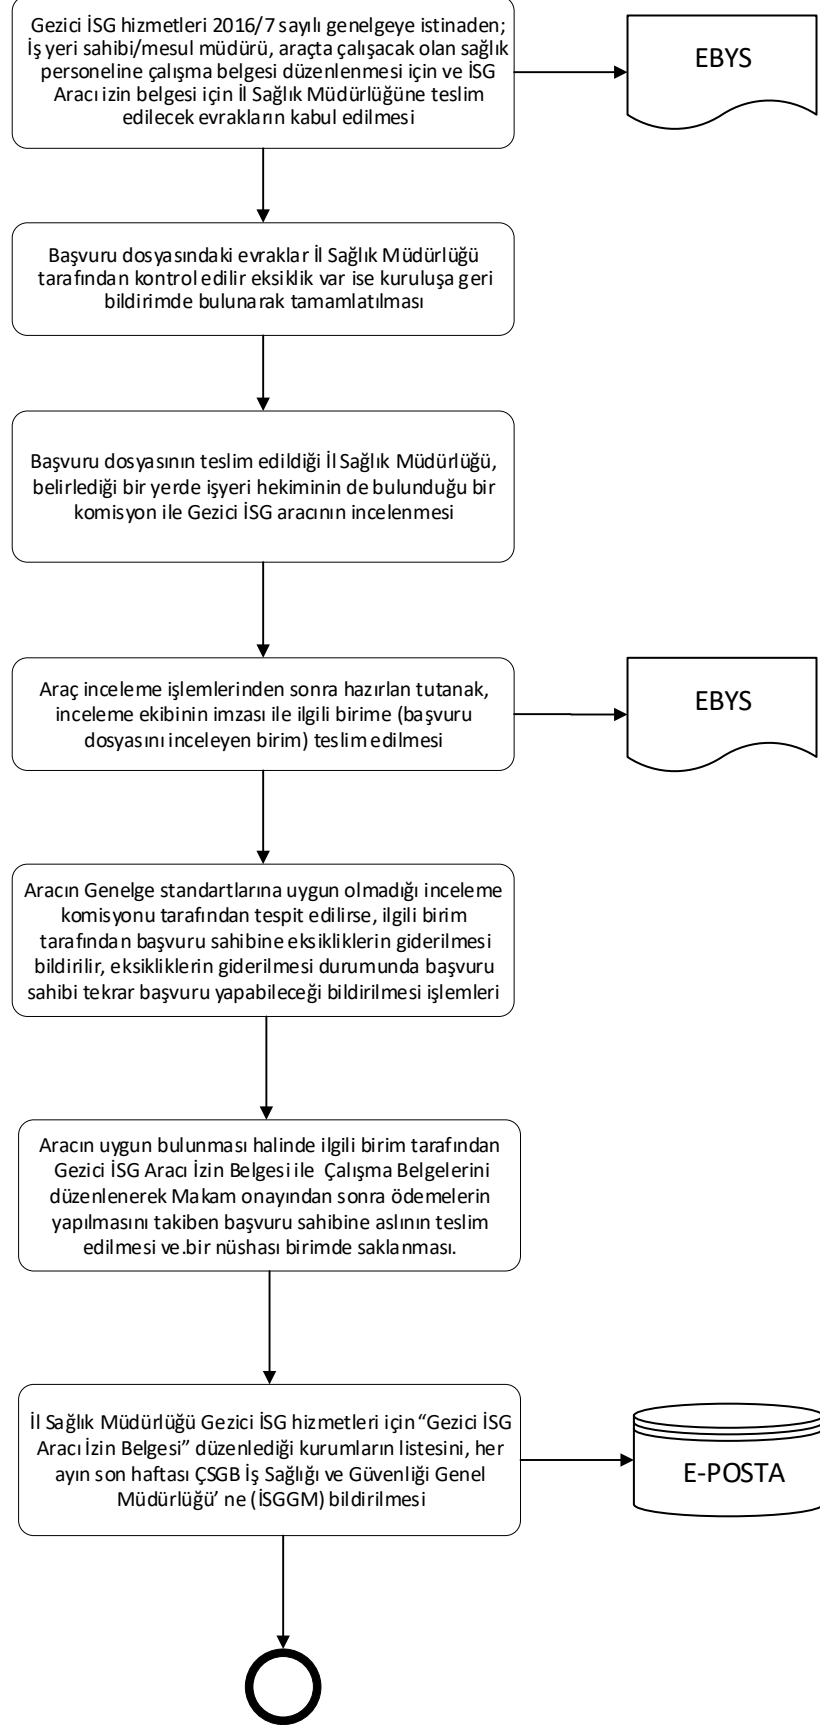 Gezici İSG hizmetleri 2016/7 sayılı genelgeye istinaden;
İş yeri sahibi/mesul müdürü, araçta çalışacak olan sağlık
personeline çalışma belgesi düzenlenmesi için ve İSG
Aracı izin belgesi için İl Sağlık Müdürlüğüne teslim
edilecek evrakların kabul edilmesi
EBYS
Başvuru dosyasındaki evraklar İl Sağlık Müdürlüğü
tarafından kontrol edilir eksiklik var ise kuruluşa geri
bildirimde bulunarak tamamlatılması
Başvuru dosyasının teslim edildiği İl Sağlık Müdürlüğü,
belirlediği bir yerde işyeri hekiminin de bulunduğu bir
komisyon ile Gezici İSG aracının incelenmesi
Araç inceleme işlemlerinden sonra hazırlan tutanak,
inceleme ekibinin imzası ile ilgili birime (başvuru
dosyasını inceleyen birim) teslim edilmesi
EBYS
Aracın Genelge standartlarına uygun olmadığı inceleme
komisyonu tarafından tespit edilirse, ilgili birim
tarafından başvuru sahibine eksikliklerin giderilmesi
bildirilir, eksikliklerin giderilmesi durumunda başvuru
sahibi tekrar başvuru yapabileceği bildirilmesi işlemleri
Aracın uygun bulunması halinde ilgili birim tarafından
Gezici İSG Aracı İzin Belgesi ile Çalışma Belgelerini
düzenlenerek Makam onayından sonra ödemelerin
yapılmasını takiben başvuru sahibine aslının teslim
edilmesi ve.bir nüshası birimde saklanması.
İl Sağlık Müdürlüğü Gezici İSG hizmetleri için “Gezici İSG
Aracı İzin Belgesi” düzenlediği kurumların listesini, her
ayın son haftası ÇSGB İş Sağlığı ve Güvenliği Genel
Müdürlüğü’ ne (İSGGM) bildirilmesi
E-POSTA